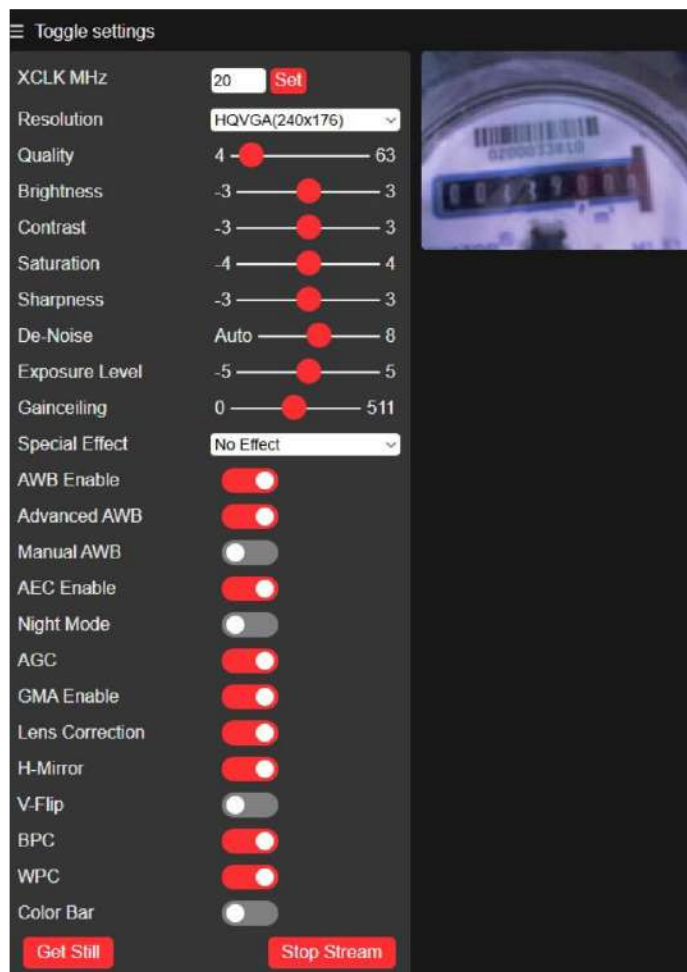 ☰ Toggle settings
XCLK MHz 20 Set
Resolution HQVGA(240x176)
Quality 4 63
Brightness -3 3
Contrast -3 3
Saturation -4 4
Sharpness -3 3
De-Noise Auto 8
Exposure Level -5 5
Gainceiling 0 511
Special Effect No Effect
AWB Enable
Advanced AWB
Manual AWB
AEC Enable
Night Mode
AGC
GMA Enable
Lens Correction
H-Mirror
V-Flip
BPC
WPC
Color Bar
Get Still Stop Stream